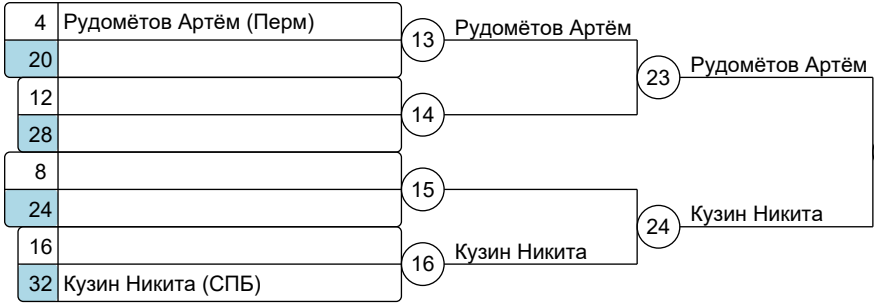 4 Рудомётов Артём (Перм)
20
12
28
8
24
16
32 Кузин Никита (СПБ)
13 Рудомётов Артём
14
15
16 Кузин Никита
23 Рудомётов Артём
24 Кузин Никита